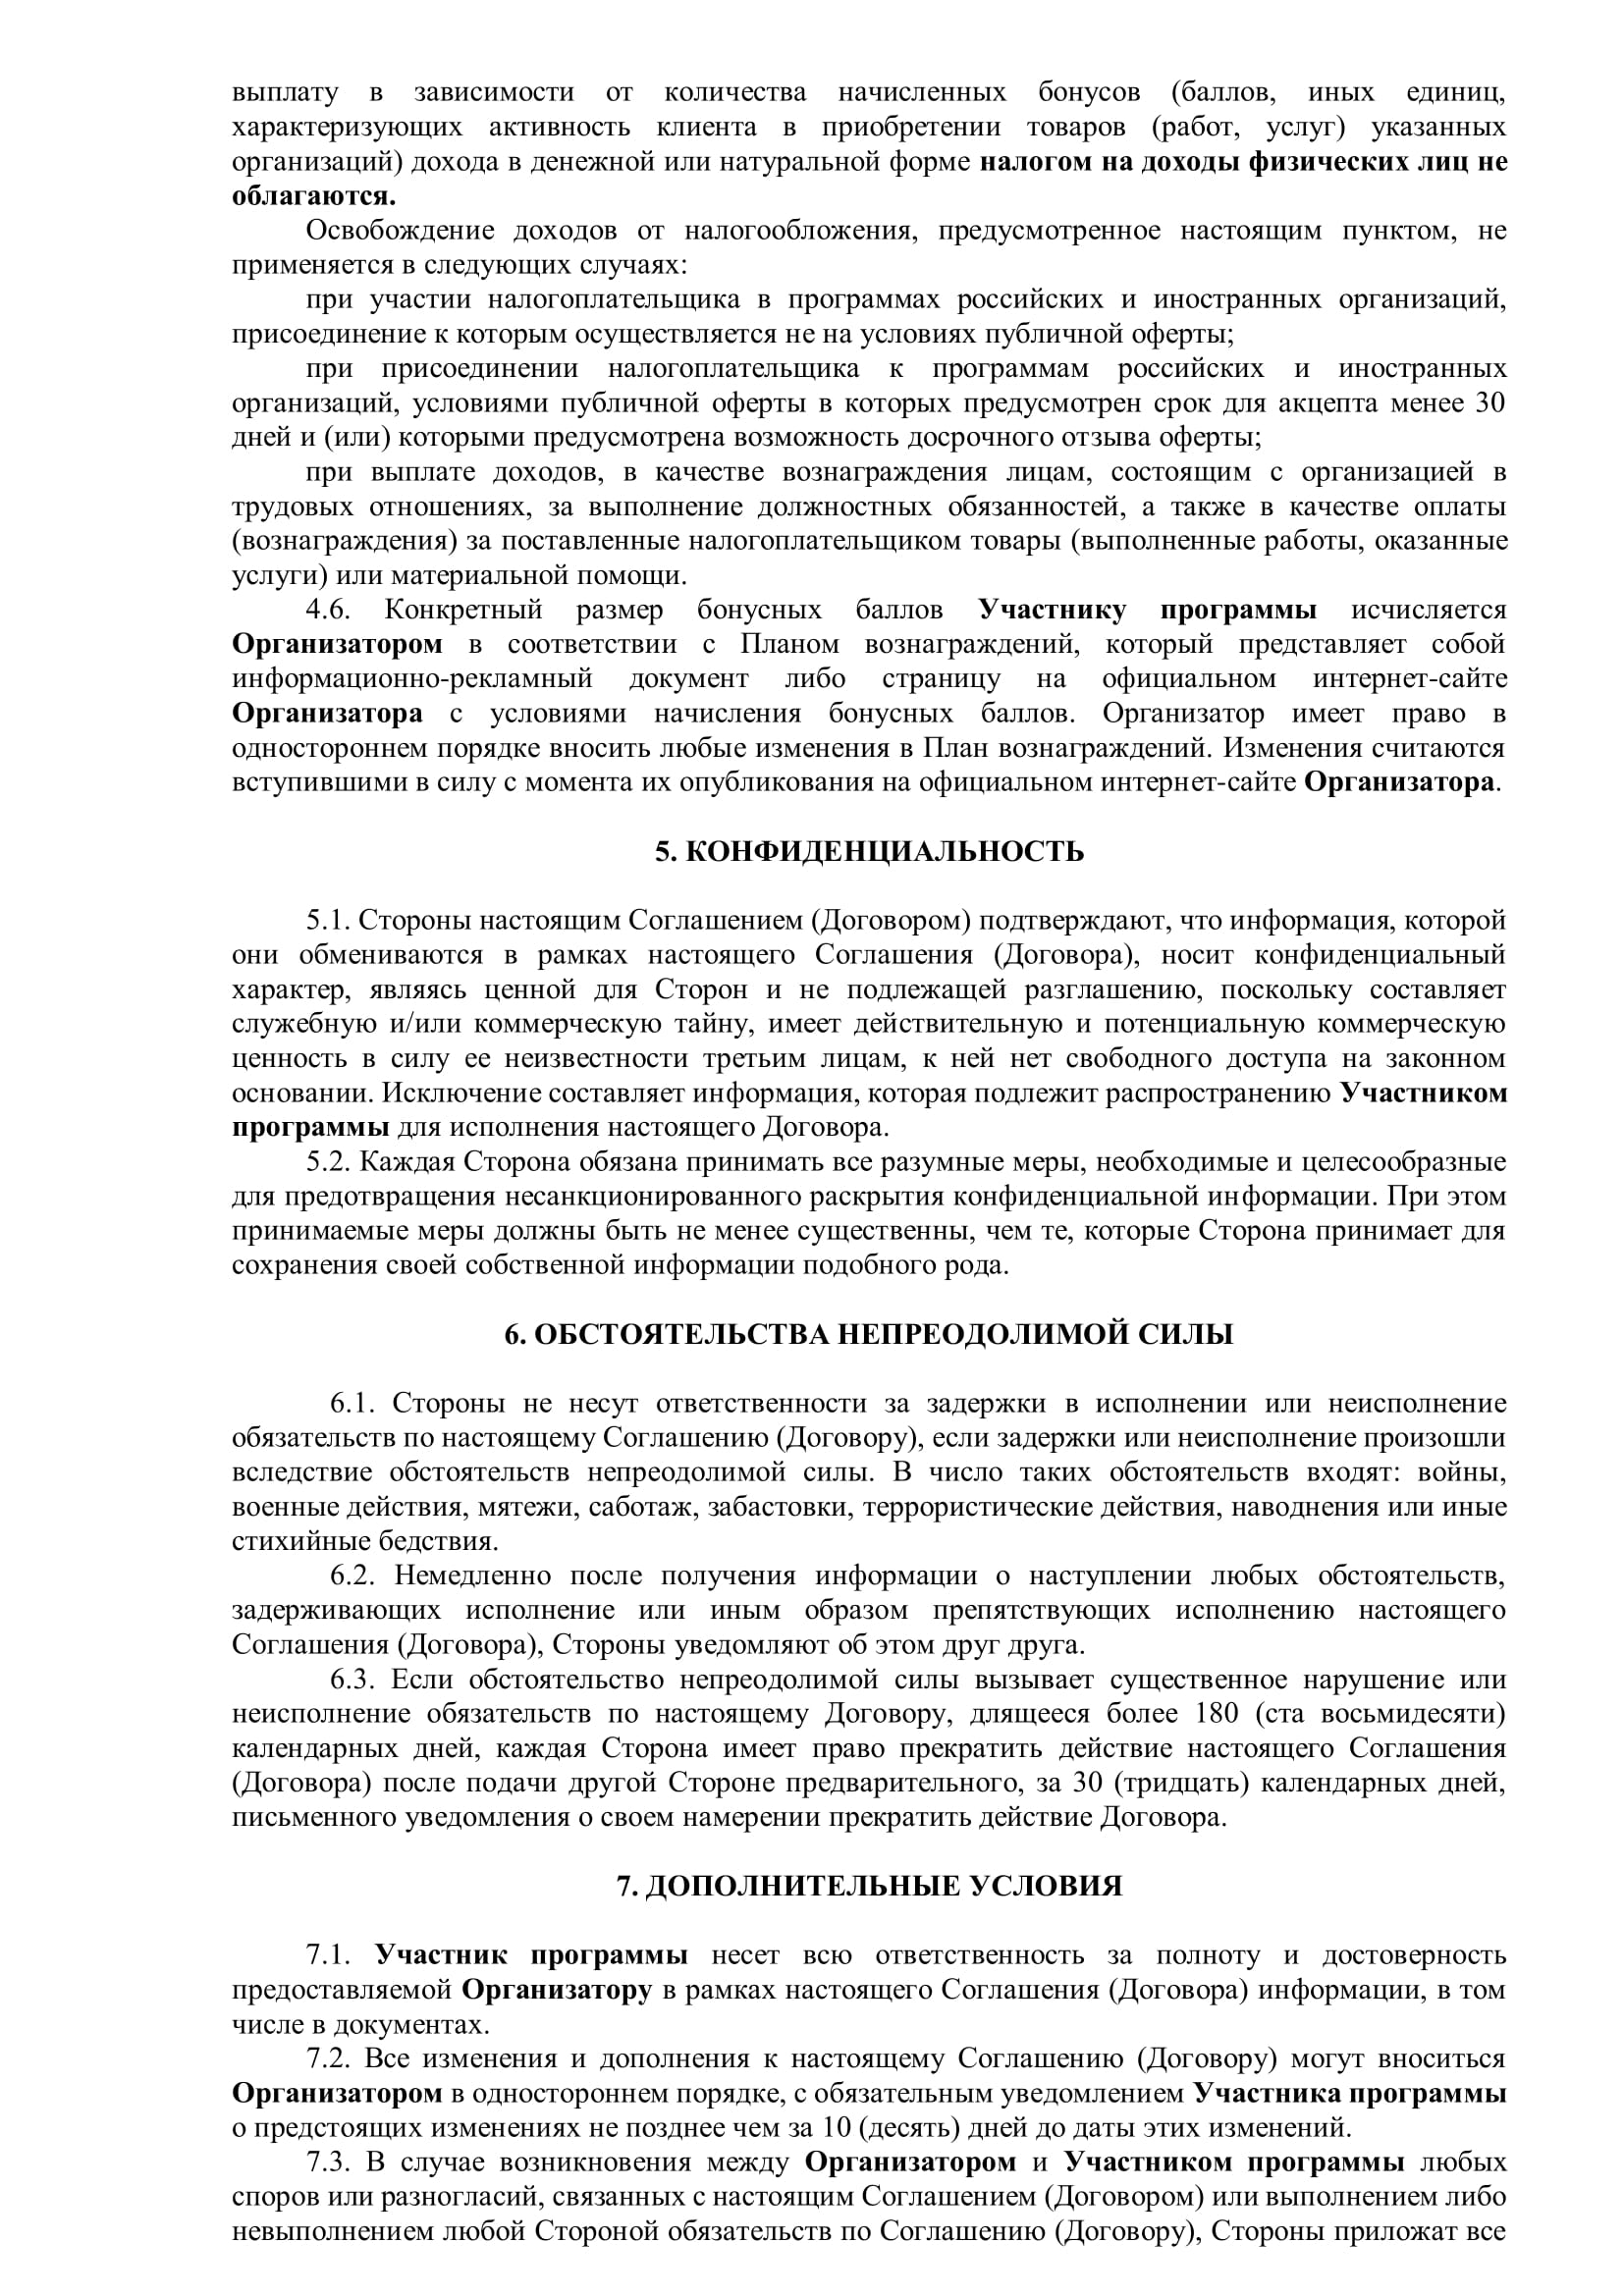 выплату в зависимости от количества начисленных бонусов (баллов, иных единиц,
характеризующих активность клиента в приобретении товаров (работ, услуг) указанных
организаций) дохода в денежной или натуральной форме налогом на доходы физических лиц не
облагаются.
Освобождение доходов от налогообложения, предусмотренное настоящим пунктом, не
применяется в следующих случаях:
при участии налогоплательщика в программах российских и иностранных организаций,
присоединение к которым осуществляется не на условиях публичной оферты;
при присоединении налогоплательщика к программам российских и иностранных
организаций, условиями публичной оферты в которых предусмотрен срок для акцепта менее 30
дней и (или) которыми предусмотрена возможность досрочного отзыва оферты;
при выплате доходов, в качестве вознаграждения лицам, состоящим с организацией в
трудовых отношениях, за выполнение должностных обязанностей, а также в качестве оплаты
(вознаграждения) за поставленные налогоплательщиком товары (выполненные работы, оказанные
услуги) или материальной помощи.
4.6. Конкретный размер бонусных баллов Участнику программы исчисляется
Организатором в соответствии с Планом вознаграждений, который представляет собой
информационно-рекламный документ либо страницу на официальном интернет-сайте
Организатора с условиями начисления бонусных баллов. Организатор имеет право в
одностороннем порядке вносить любые изменения в План вознаграждений. Изменения считаются
вступившими в силу с момента их опубликования на официальном интернет-сайте Организатора.
5. КОНФИДЕНЦИАЛЬНОСТЬ
5.1. Стороны настоящим Соглашением (Договором) подтверждают, что информация, которой
они обмениваются в рамках настоящего Соглашения (Договора), носит конфиденциальный
характер, являясь ценной для Сторон и не подлежащей разглашению, поскольку составляет
служебную и/или коммерческую тайну, имеет действительную и потенциальную коммерческую
ценность в силу ее неизвестности третьим лицам, к ней нет свободного доступа на законном
основании. Исключение составляет информация, которая подлежит распространению Участником
программы для исполнения настоящего Договора.
5.2. Каждая Сторона обязана принимать все разумные меры, необходимые и целесообразные
для предотвращения несанкционированного раскрытия конфиденциальной информации. При этом
принимаемые меры должны быть не менее существенны, чем те, которые Сторона принимает для
сохранения своей собственной информации подобного рода.
6. ОБСТОЯТЕЛЬСТВА НЕПРЕОДОЛИМОЙ СИЛЫ
6.1. Стороны не несут ответственности за задержки в исполнении или неисполнение
обязательств по настоящему Соглашению (Договору), если задержки или неисполнение произошли
вследствие обстоятельств непреодолимой силы. В число таких обстоятельств входят: войны,
военные действия, мятежи, саботаж, забастовки, террористические действия, наводнения или иные
стихийные бедствия.
6.2. Немедленно после получения информации о наступлении любых обстоятельств,
задерживающих исполнение или иным образом препятствующих исполнению настоящего
Соглашения (Договора), Стороны уведомляют об этом друг друга.
6.3. Если обстоятельство непреодолимой силы вызывает существенное нарушение или
неисполнение обязательств по настоящему Договору, длящееся более 180 (ста восьмидесяти)
календарных дней, каждая Сторона имеет право прекратить действие настоящего Соглашения
(Договора) после подачи другой Стороне предварительного, за 30 (тридцать) календарных дней,
письменного уведомления о своем намерении прекратить действие Договора.
7. ДОПОЛНИТЕЛЬНЫЕ УСЛОВИЯ
7.1. Участник программы несет всю ответственность за полноту и достоверность
предоставляемой Организатору в рамках настоящего Соглашения (Договора) информации, в том
числе в документах.
7.2. Все изменения и дополнения к настоящему Соглашению (Договору) могут вноситься
Организатором в одностороннем порядке, с обязательным уведомлением Участника программы
о предстоящих изменениях не позднее чем за 10 (десять) дней до даты этих изменений.
7.3. В случае возникновения между Организатором и Участником программы любых
споров или разногласий, связанных с настоящим Соглашением (Договором) или выполнением либо
невыполнением любой Стороной обязательств по Соглашению (Договору), Стороны приложат все